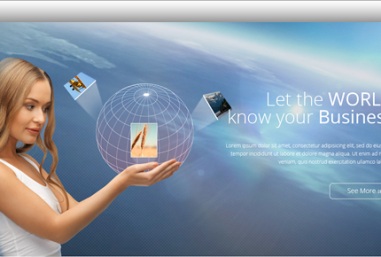 Let the WORL
know your Busines
Lorem ipsum dolor sit amet, consectetur adipiscing elit, sed do eiusm
tempor incididunt ut labore et dolore magna aliqua. Ut enim ad m
veniam, quis nostrud exercitation ullamco la
See More u